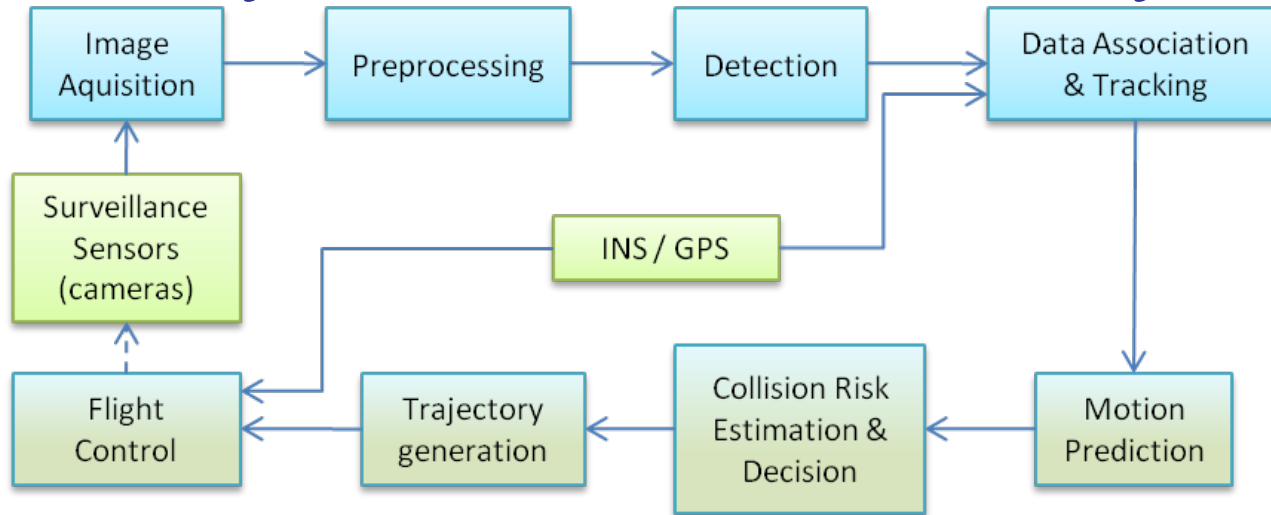 Image
Aquisition
Preprocessing
Detection
Data Association
& Tracking
Surveillance
Sensors
(cameras)
INS / GPS
Flight
Control
Trajectory
generation
Collision Risk
Estimation &
Decision
Motion
Prediction